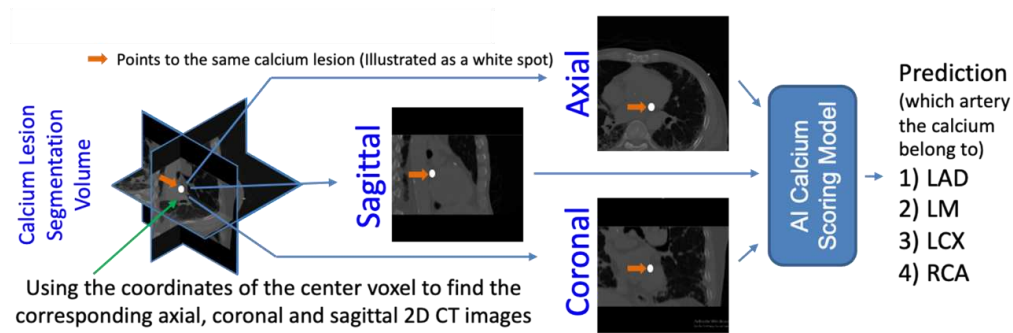 Points to the same calcium lesion (Illustrated as a white spot)
Calcium Lesion
Segmentation
Volume
Sagittal
Axial
Coronal
AI Calcium
Scoring Model
Prediction
(which artery
the calcium
belong to)
1) LAD
2) LM
3) LCX
4) RCA
Using the coordinates of the center voxel to find the
corresponding axial, coronal and sagittal 2D CT images